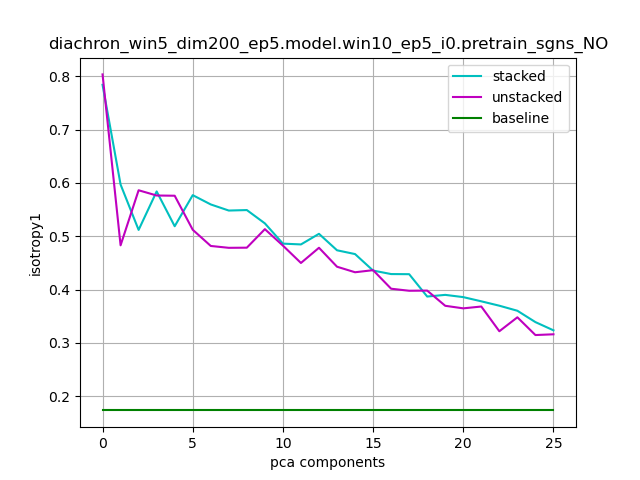 diachron_win5_dim200_ep5.model.win10_ep5_i0.pretrain_sgns_NO
stacked
unstacked
baseline
isotropy1
0.8
0.7
0.6
0.5
0.4
0.3
0.2
0 5 10 15 20 25
pca components